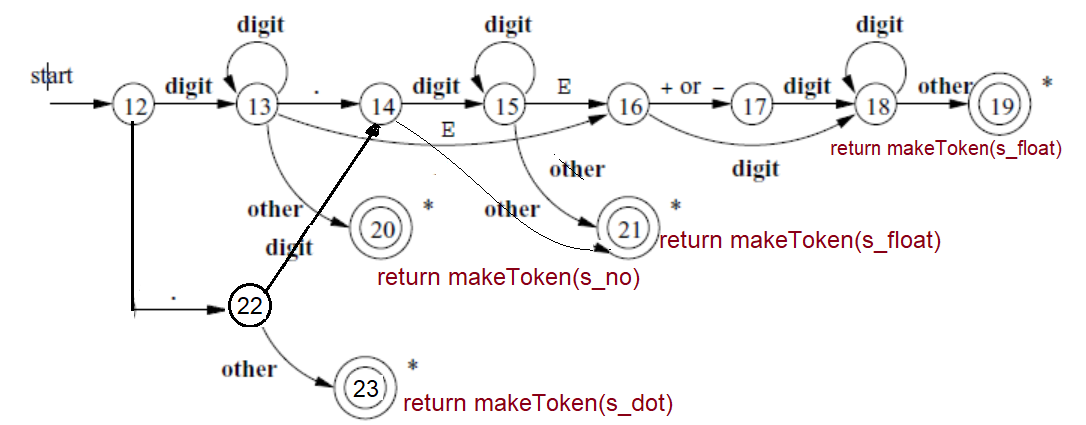 digit digit digit
start
digit . digit E + or - digit other *
12 13 14 15 16 17 18 19
E
return makeToken(s_float)
digit
other
other * other *
20 21
digit return makeToken(s_float)
return makeToken(s_no)
. 22
other *
23
return makeToken(s_dot)